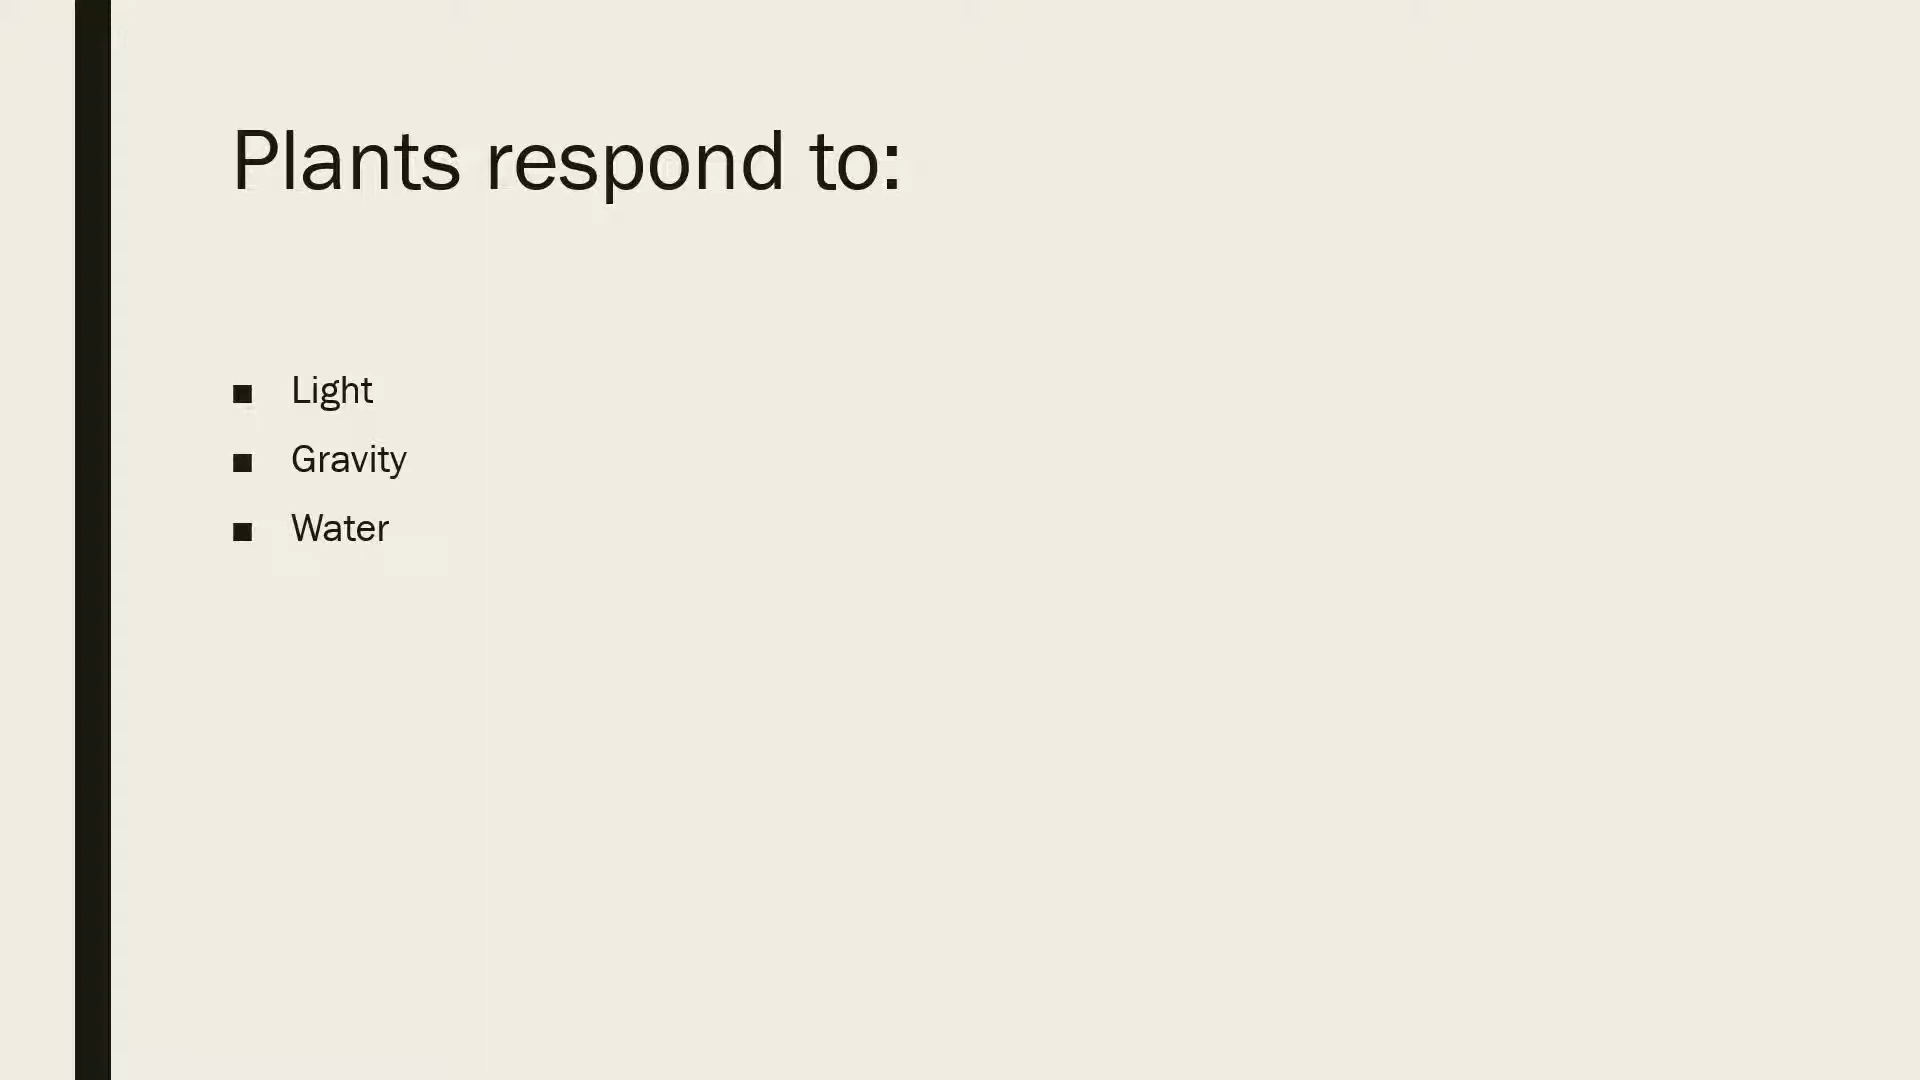 Plants respond to:
■ Light
■ Gravity
■ Water